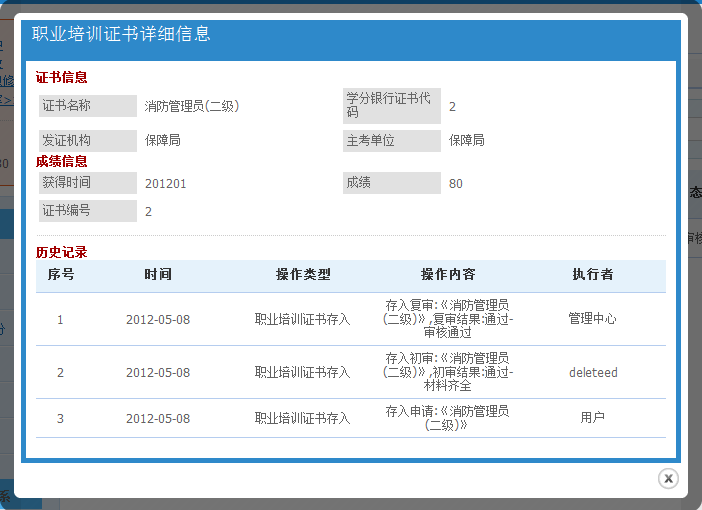 职业培训证书详细信息
证书信息
证书名称 消防管理员(二级) 学分银行证书代
码 2
发证机构 保障局 主考单位 保障局
成绩信息
获得时间 201201 成绩 80
证书编号 2
历史记录
序号 时间 操作类型 操作内容 执行者
存入复审:《消防管理员
1 2012-05-08 职业培训证书存入 (二级)》,复审结果:通过- 管理中心
审核通过
存入初审:《消防管理员
2 2012-05-08 职业培训证书存入 (二级)》,初审结果:通过- deleteed
材料齐全
3 2012-05-08 职业培训证书存入 存入申请:《消防管理员 用户
(二级)》